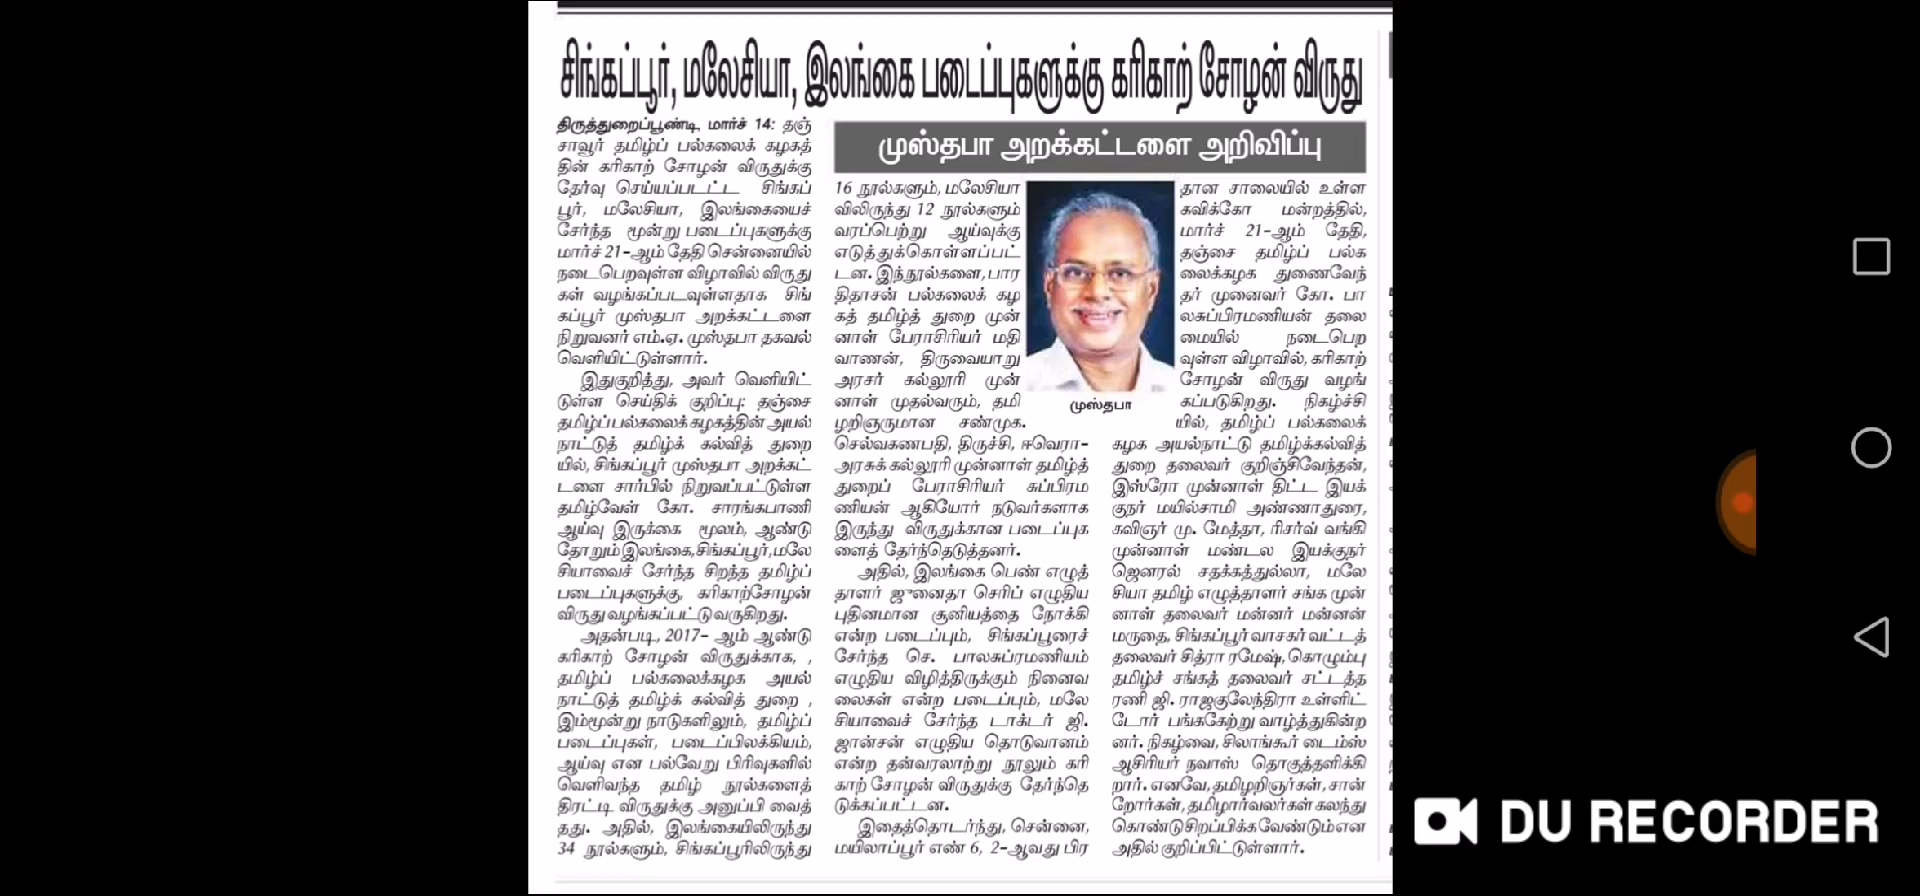 சிங்கப்பூர், மலேசியா, இலங்கை படைப்புகளுக்கு கரிகாற் சோழன் விருது
திருத்துறைப்பூண்டி, மார்ச் 14: தஞ்
சாவூர் தமிழ்ப் பல்கலைக் கழகத்
தின் கரிகாற் சோழன் விருதுக்கு
தேர்வு செய்யப்படட்ட சிங்கப்
பூர், மலேசியா, இலங்கையைச்
சேர்ந்த மூன்று படைப்புகளுக்கு
மார்ச் 21-ஆம் தேதி சென்னையில்
நடைபெறவுள்ள விழாவில் விருது
கள் வழங்கப்படவுள்ளதாக சிங்
கப்பூர் முஸ்தபா அறக்கட்டளை
நிறுவனர் எம்.ஏ. முஸ்தபா தகவல்
வெளியிட்டுள்ளார்.
இதுகுறித்து, அவர் வெளியிட்
டுள்ள செய்திக் குறிப்பு: தஞ்சை
தமிழ்ப் பல்கலைக் கழகத்தின் அயல்
நாட்டுத் தமிழ்க் கல்வித் துறை
யில், சிங்கப்பூர் முஸ்தபா அறக்கட்
டளை சார்பில் நிறுவப்பட்டுள்ள
தமிழ்வேள் கோ. சாரங்கபாணி
ஆய்வு இருக்கை மூலம், ஆண்டு
தோறும் இலங்கை,சிங்கப்பூர்,மலே
சியாவைச் சேர்ந்த சிறந்த தமிழ்ப்
படைப்புகளுக்கு, கரிகாற்சோழன்
விருது வழங்கப்பட்டு வருகிறது.
அதன்படி, 2017- ஆம் ஆண்டு
கரிகாற் சோழன் விருதுக்காக, ,
தமிழ்ப் பல்கலைக்கழக அயல்
நாட்டுத் தமிழ்க் கல்வித் துறை ,
இம்மூன்று நாடுகளிலும், தமிழ்ப்
படைப்புகள், படைப்பிலக்கியம்,
ஆய்வு என பல்வேறு பிரிவுகளில்
வெளிவந்த தமிழ் நூல்களைத்
திரட்டி விருதுக்கு அனுப்பி வைத்
தது. அதில், இலங்கையிலிருந்து
34 நூல்களும், சிங்கப்பூரிலிருந்து
முஸ்தபா அறக்கட்டளை அறிவிப்பு
16 நூல்களும், மலேசியா
விலிருந்து 12 நூல்களும்
வரப்பெற்று ஆய்வுக்கு
எடுத்துக்கொள்ளப்பட்
டன. இந்நூல்களை, பார
திதாசன் பல்கலைக் கழ
கத் தமிழ்த் துறை முன்
னாள் பேராசிரியர் மதி
வாணன், திருவையாறு
அரசர் கல்லூரி முன்
னாள் முதல்வரும், தமி
ழறிஞருமான சண்முக.
செல்வகணபதி, திருச்சி, ஈவெரா-
அரசுக் கல்லூரி முன்னாள் தமிழ்த்
துறைப் பேராசிரியர் சுப்பிரம
ணியன் ஆகியோர் நடுவர்களாக
இருந்து விருதுக்கான படைப்புக
ளைத் தேர்ந்தெடுத்தனர்.
அதில், இலங்கை பெண் எழுத்
தாளர் ஜுனைதா செரிப் எழுதிய
புதினமான சூனியத்தை நோக்கி
என்ற படைப்பும், சிங்கப்பூரைச்
சேர்ந்த செ. பாலசுப்ரமணியம்
எழுதிய விழித்திருக்கும் நினைவ
லைகள் என்ற படைப்பும், மலே
சியாவைச் சேர்ந்த டாக்டர் ஜி.
ஜான்சன் எழுதிய தொடுவானம்
என்ற தன்வரலாற்று நூலும் கரி
காற் சோழன் விருதுக்கு தேர்ந்தெ
டுக்கப்பட்டன.
இதைத்தொடர்ந்து, சென்னை,
மயிலாப்பூர் எண் 6, 2-ஆவது பிர
முஸ்தபா
தான சாலையில் உள்ள
கவிக்கோ மன்றத்தில்,
மார்ச் 21-ஆம் தேதி,
தஞ்சை தமிழ்ப் பல்க
லைக்கழக துணைவேந்
தர் முனைவர் கோ. பா
லசுப்பிரமணியன் தலை
மையில் நடைபெற
வுள்ள விழாவில், கரிகாற்
சோழன் விருது வழங்
கப்படுகிறது. நிகழ்ச்சி
யில், தமிழ்ப் பல்கலைக்
கழக அயல்நாட்டு தமிழ்க்கல்வித்
துறை தலைவர் குறிஞ்சிவேந்தன்,
இஸ்ரோ முன்னாள் திட்ட இயக்
குநர் மயில்சாமி அண்ணாதுரை,
கவிஞர் மு. மேத்தா, ரிசர்வ் வங்கி
முன்னாள் மண்டல இயக்குநர்
ஜெனரல் சதக்கத்துல்லா, மலே
சியா தமிழ் எழுத்தாளர் சங்க முன்
னாள் தலைவர் மன்னர் மன்னன்
மருதை, சிங்கப்பூர் வாசகர் வட்டத்
தலைவர் சித்ரா ரமேஷ், கொழும்பு
தமிழ்ச் சங்கத் தலைவர் சட்டத்த
ரணி ஜி. ராஜகுலேந்திரா உள்ளிட்
டோர் பங்ககேற்று வாழ்த்துகின்ற
னர். நிகழ்வை, சிலாங்கூர் டைம்ஸ்
ஆசிரியர் நவாஸ் தொகுத்தளிக்கி
றார். எனவே,தமிழறிஞர்கள்,சான்
றோர்கள்,தமிழார்வலர்கள் கலந்து
கொண்டு சிறப்பிக்க வேண்டும் என
அதில் குறிப்பிட்டுள்ளார்.
DU RECORDER